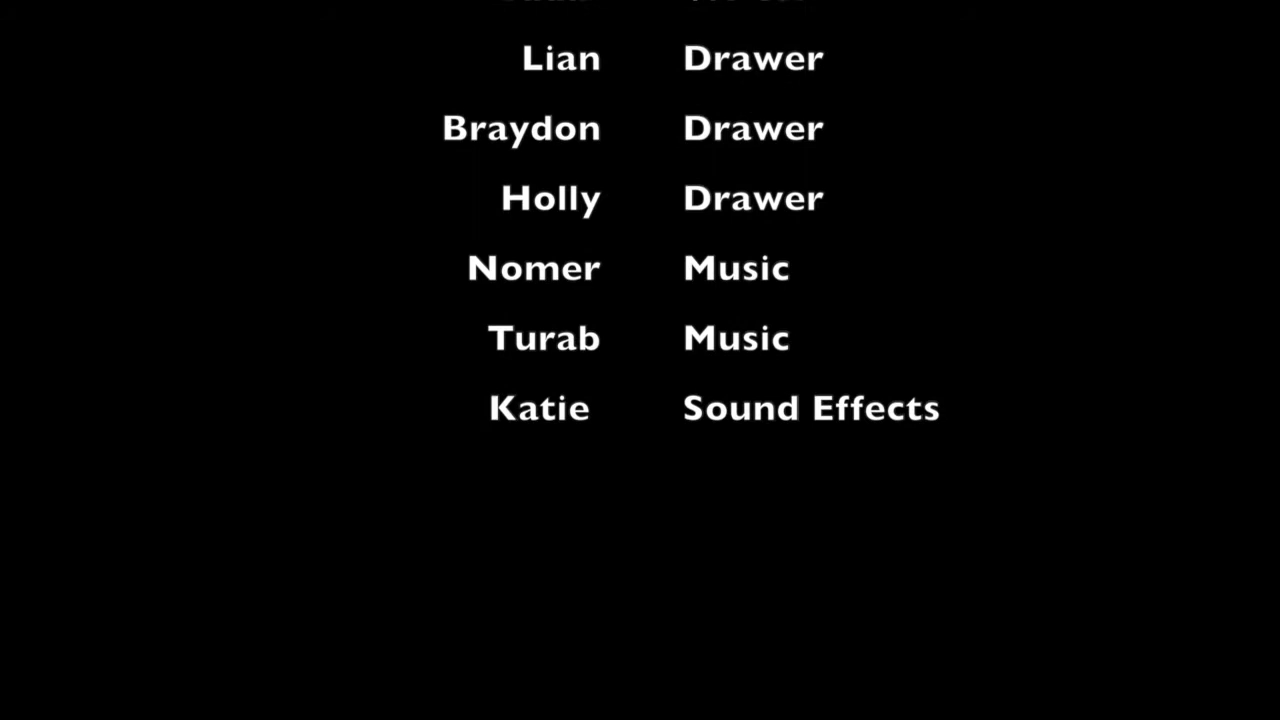 Lian Drawer
Braydon Drawer
Holly Drawer
Nomer Music
Turab Music
Katie Sound Effects